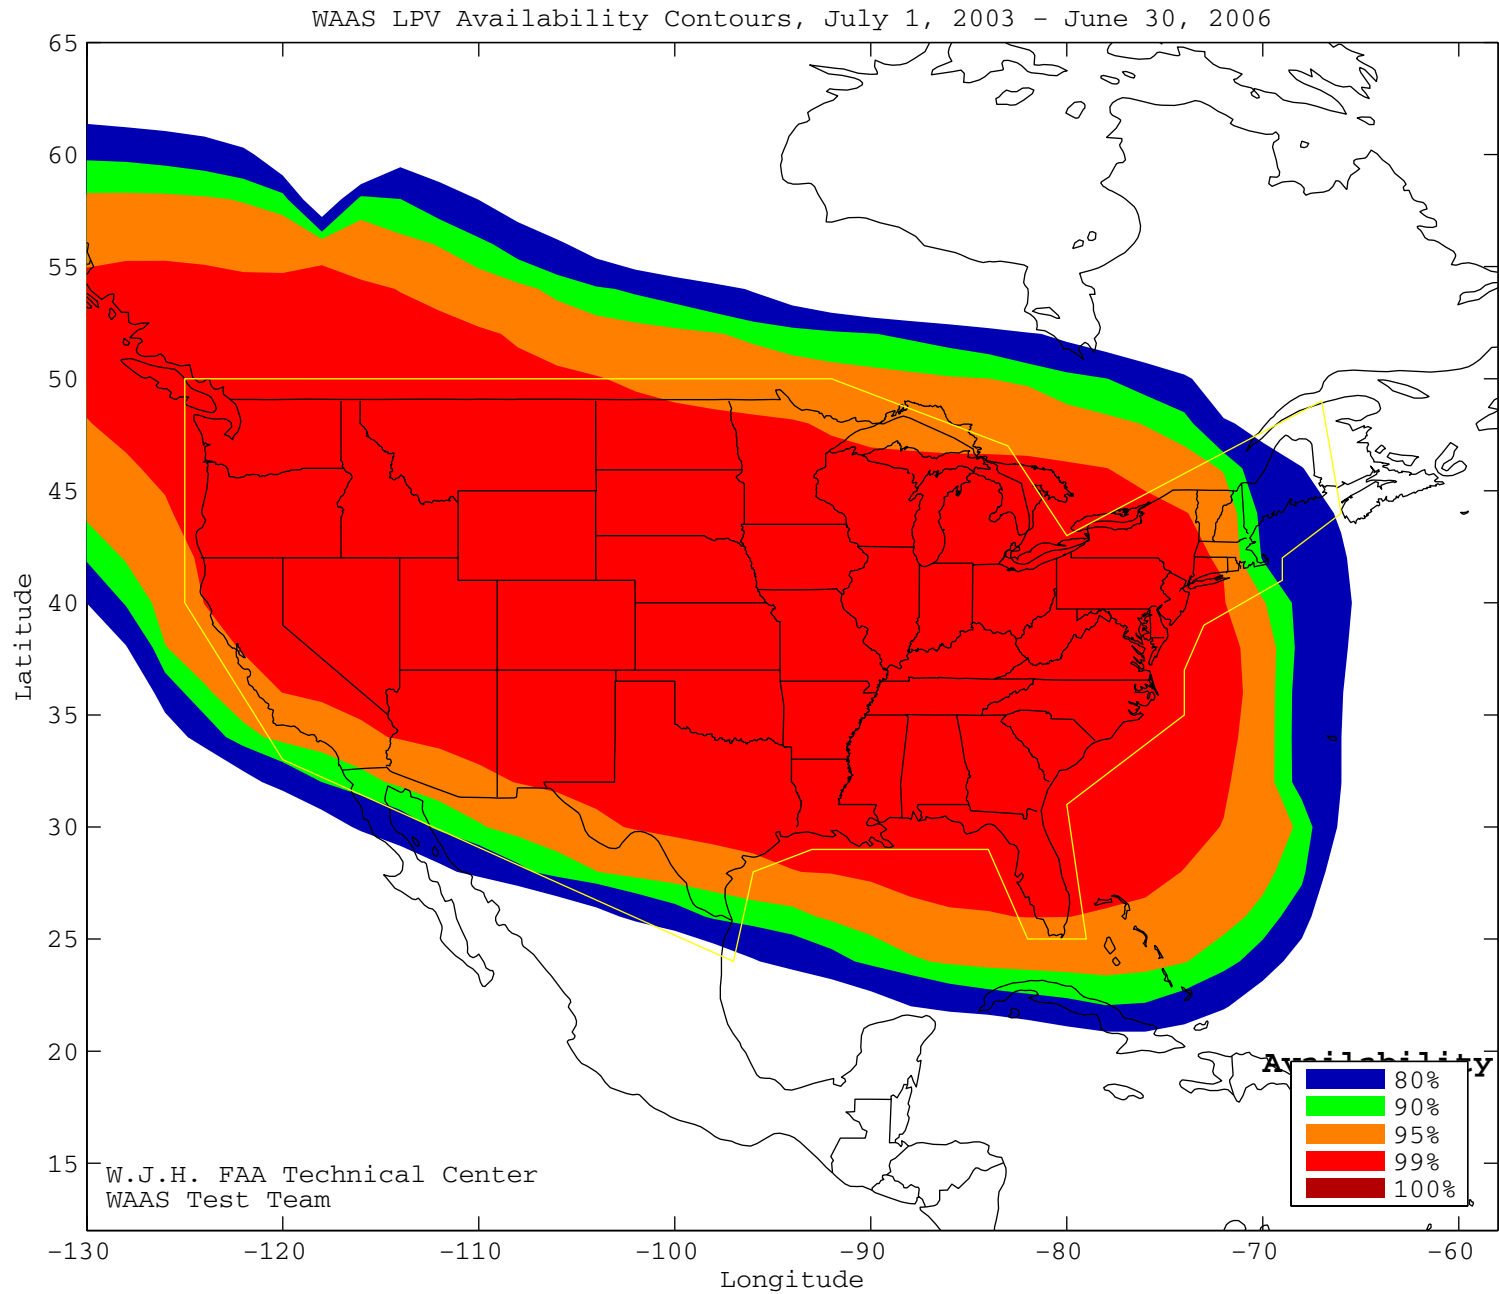 WAAS LPV Availability Contours, July 1, 2003 - June 30, 2006
65
60
55
50
45
40
35
30
25
20
15
Latitude
Availability
80%
90%
95%
99%
100%
W.J.H. FAA Technical Center
WAAS Test Team
-130 -120 -110 -100 -90 -80 -70 -60
Longitude